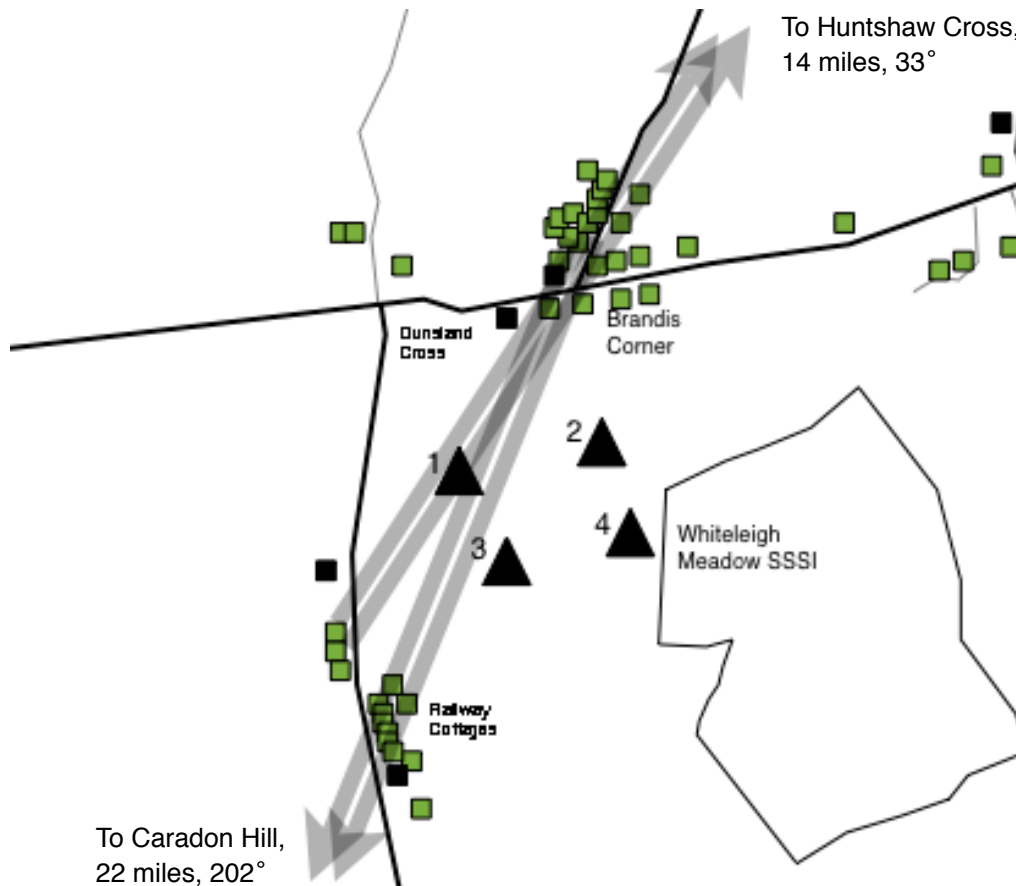 To Huntshaw Cross,
14 miles, 33°
Dunsland
Cross
Brandis
Corner
1
2
3
4
Whiteleigh
Meadow SSSI
Railway
Cottages
To Caradon Hill,
22 miles, 202°